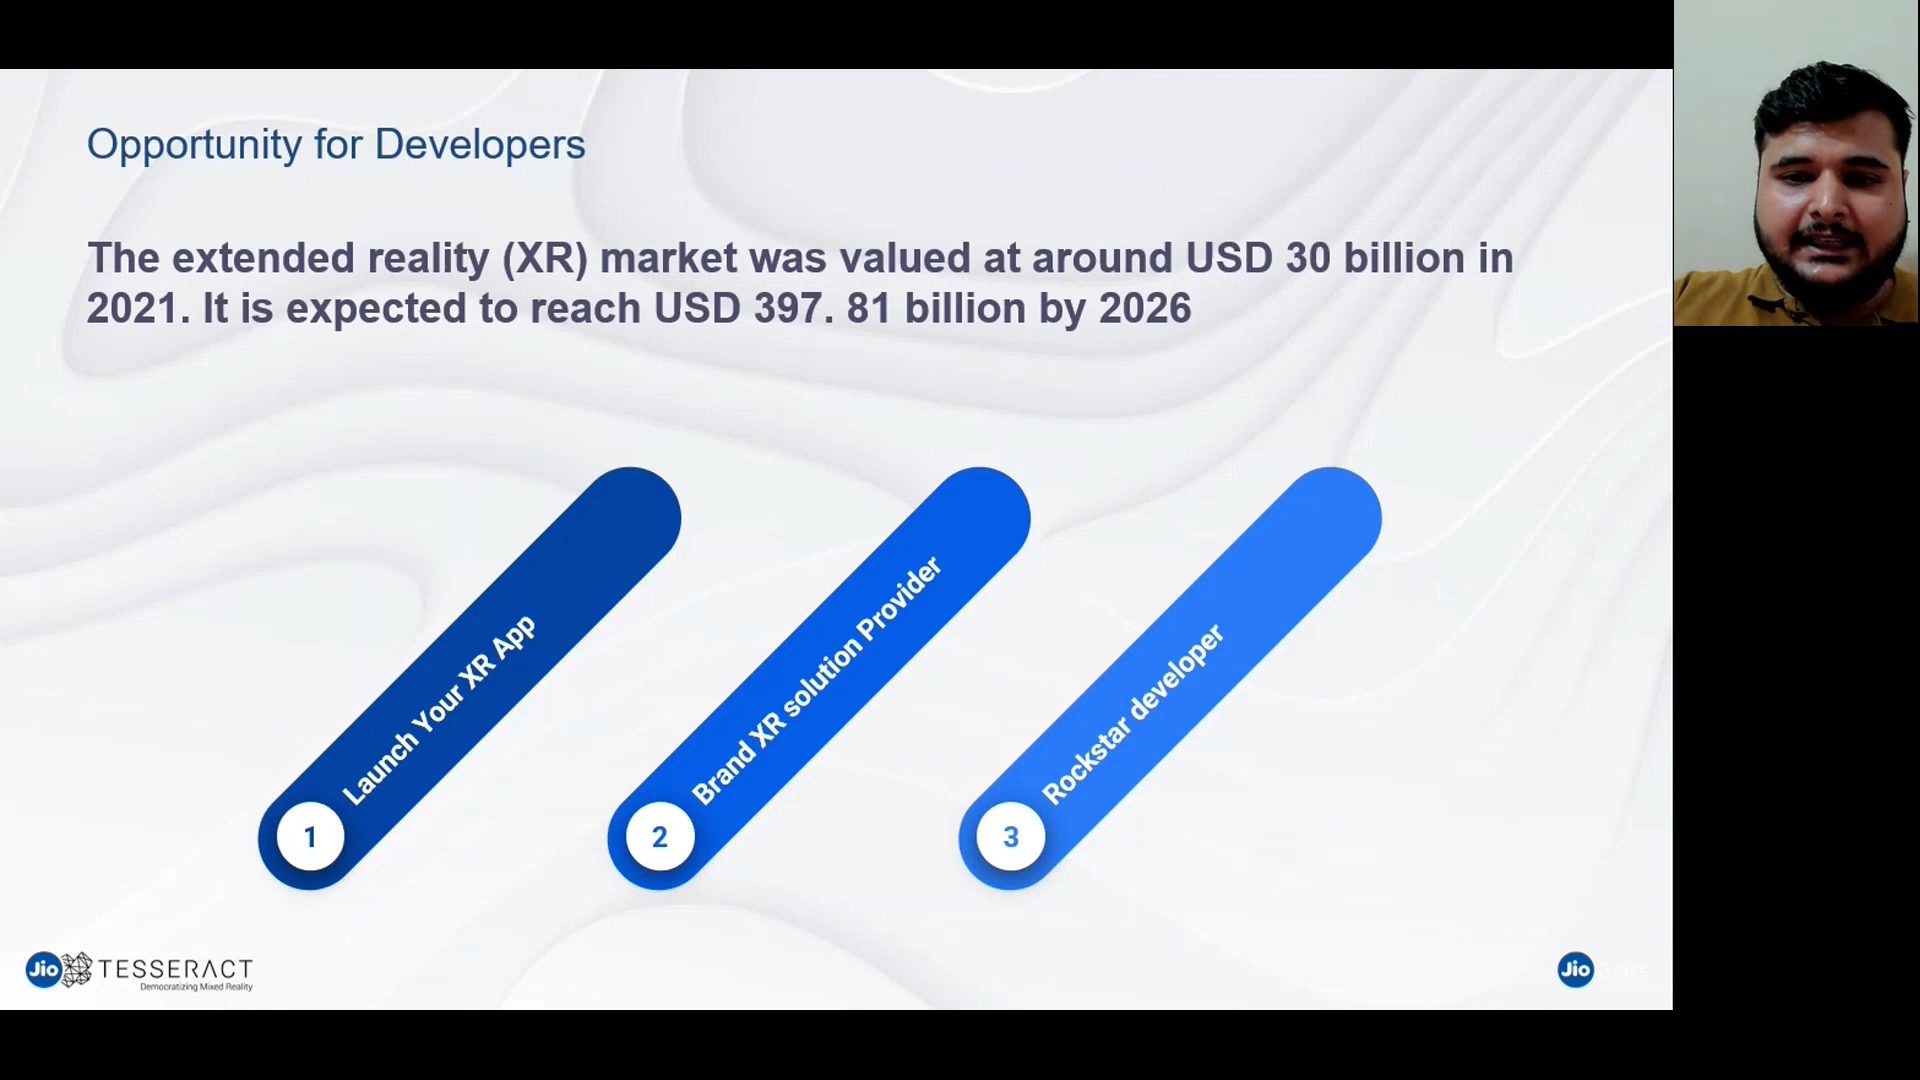 Opportunity for Developers
The extended reality (XR) market was valued at around USD 30 billion in
2021. It is expected to reach USD 397. 81 billion by 2026
Launch Your XR App
1
Brand XR solution Provider
2
Rockstar developer
3
Jio TESSERACT
Democratizing Mixed Reality
Jio